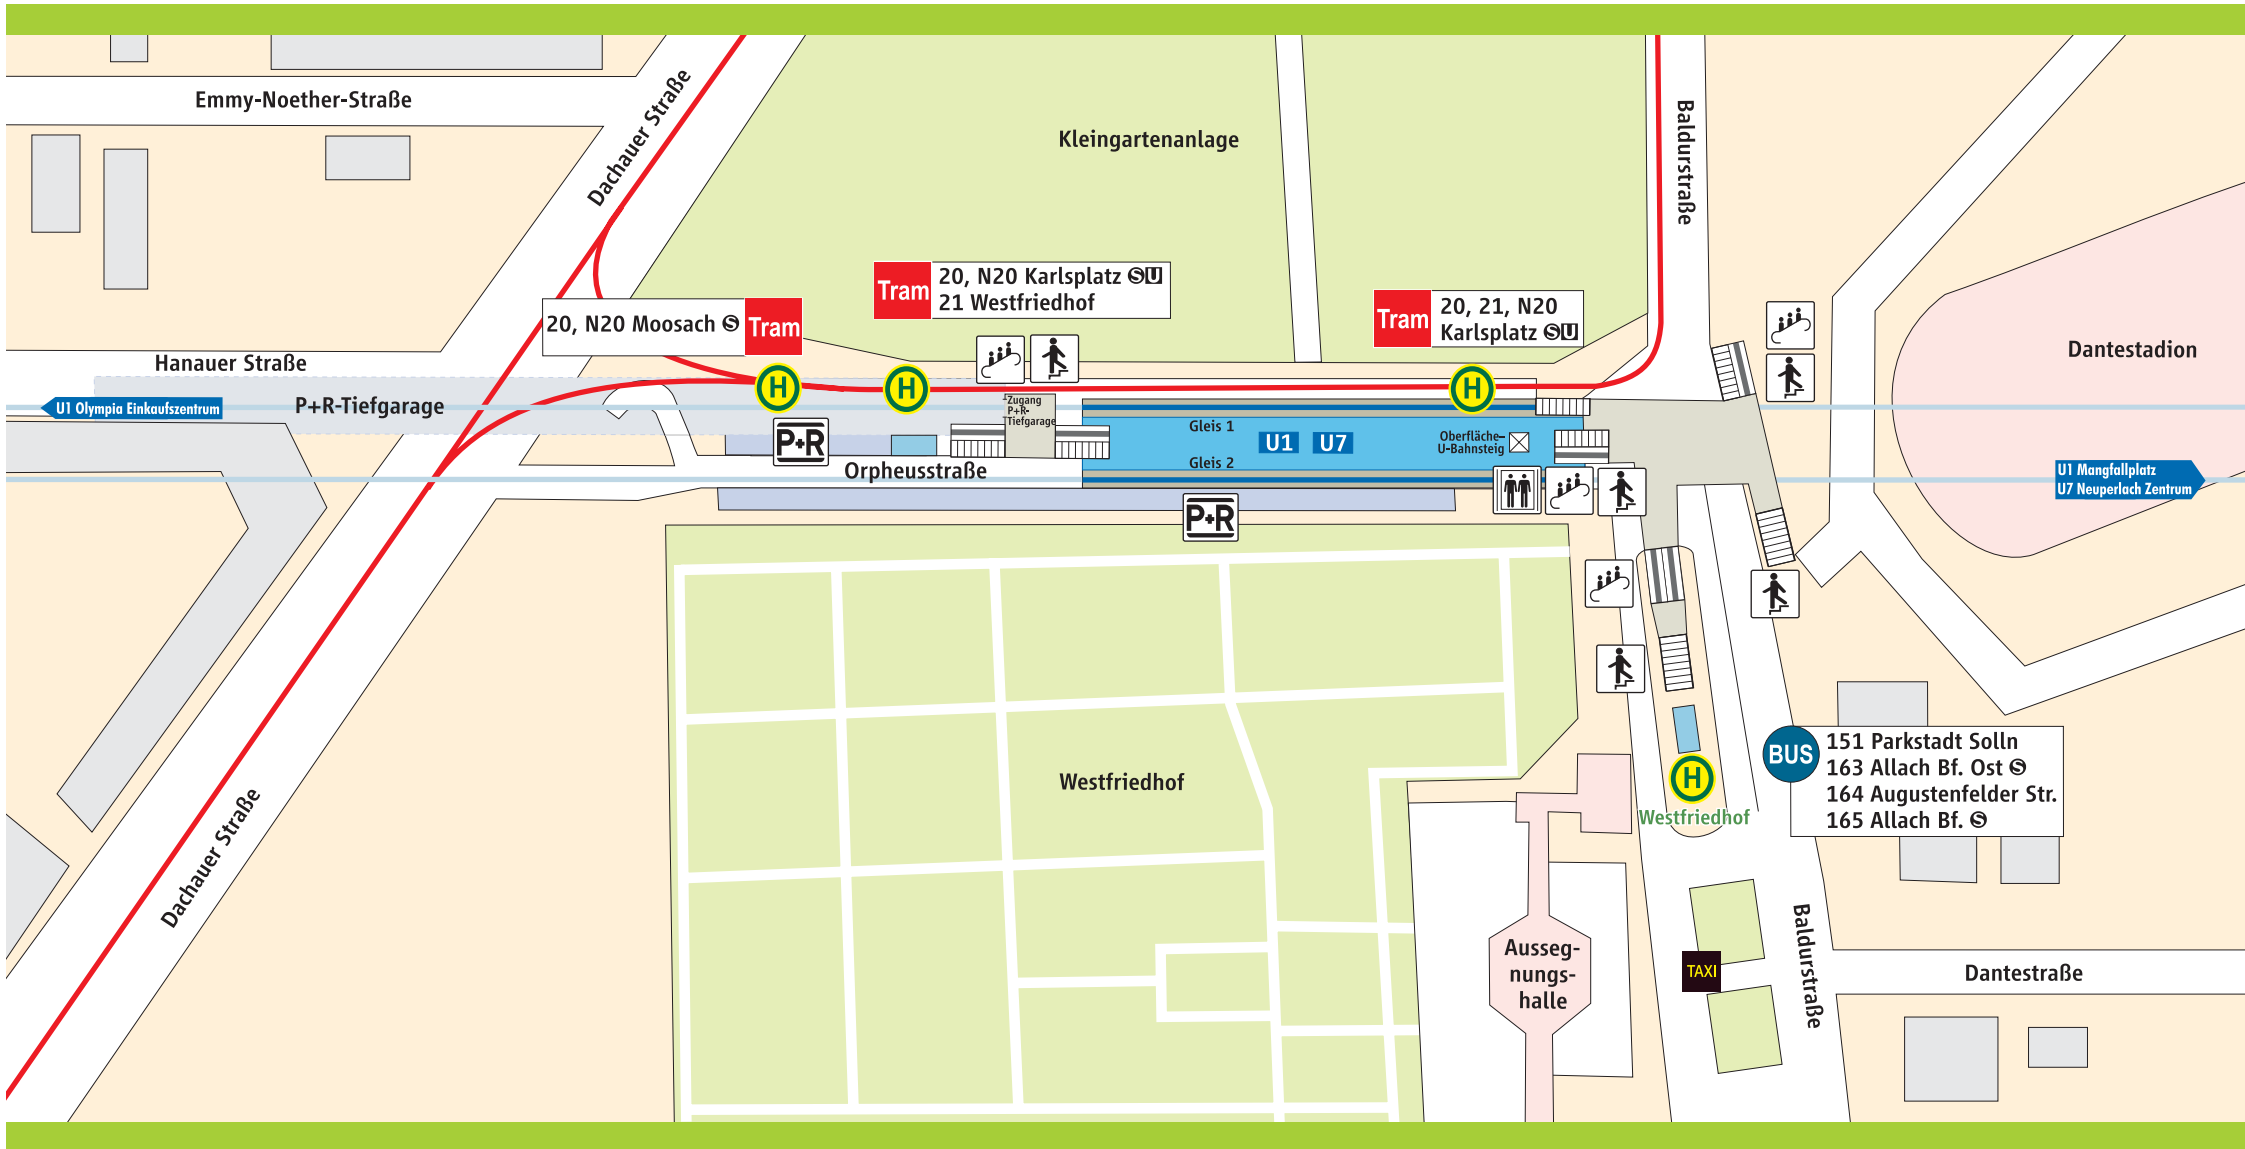 Emmy-Noether-Straße
Dachauer Straße
Kleingartenanlage
Baldurstraße
Tram
20, N20 Karlsplatz S U
21 Westfriedhof
20, N20 Moosach S
Tram
Tram
20, 21, N20
Karlsplatz S U
Hanauer Straße
Dantestadion
H
H
H
U1 Olympia Einkaufszentrum
P+R-Tiefgarage
Zugang
P+R-
Tiefgarage
P+R
Gleis 1
U1
U7
Oberfläche-
U-Bahnsteig
Gleis 2
Orpheusstraße
U1 Mangfallplatz
U7 Neuperlach Zentrum
P+R
Westfriedhof
BUS
151 Parkstadt Solln
163 Allach Bf. Ost S
164 Augustenfelder Str.
165 Allach Bf. S
H
Westfriedhof
Dachauer Straße
Ausseg-
nungs-
halle
TAXI
Baldurstraße
Dantestraße